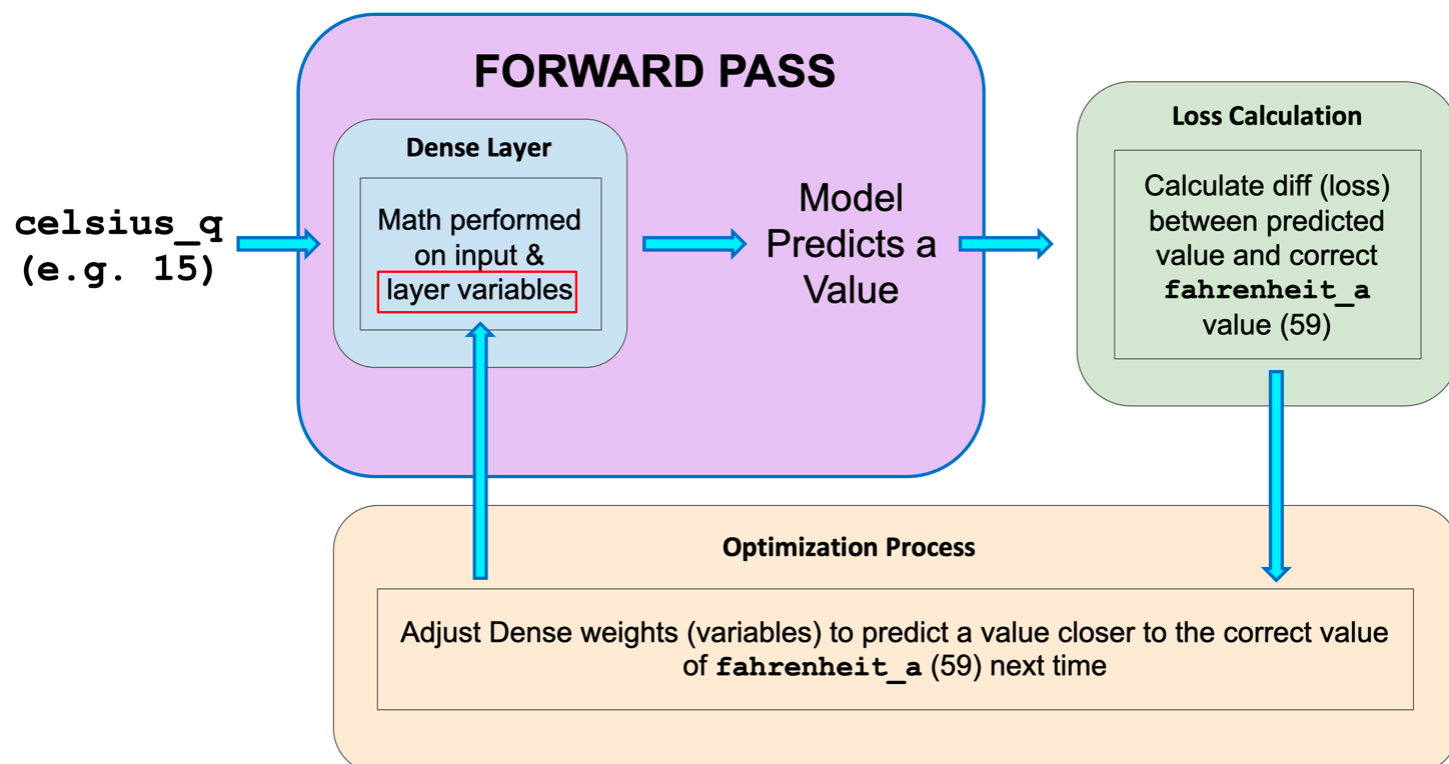 FORWARD PASS
Dense Layer
Math performed
on input &
layer variables
celsius_q
(e.g. 15)
Model
Predicts a
Value
Loss Calculation
Calculate diff (loss)
between predicted
value and correct
fahrenheit_a
value (59)
Optimization Process
Adjust Dense weights (variables) to predict a value closer to the correct value
of fahrenheit_a (59) next time